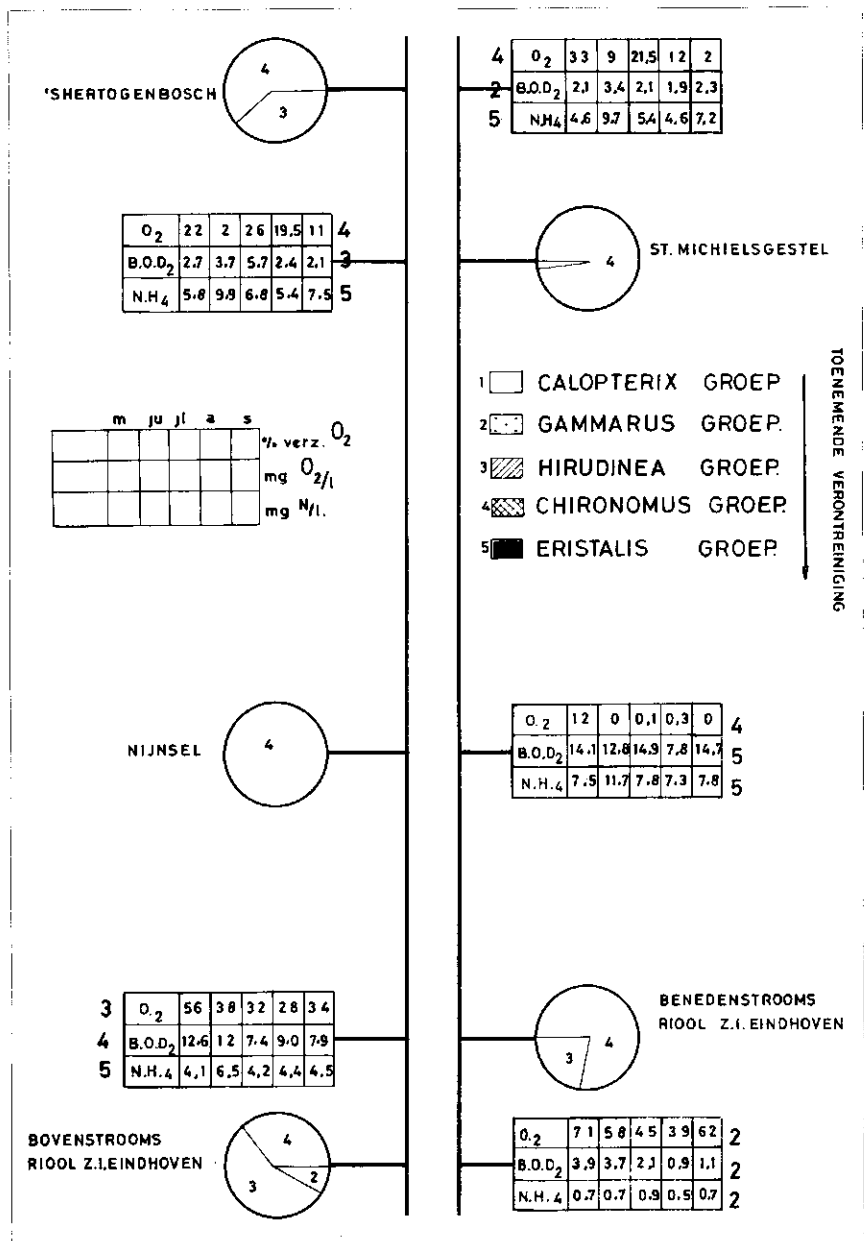 'SHERTOGENBOSCH
4
3
4 O2 33 9 21,5 12 2
2 B.O.D2 2,1 3,4 2,1 1,9 2,3
5 N.H4 4,6 9,7 5,4 4,6 7,2
O2 22 2 26 19,5 11 4
B.O.D2 2.7 3.7 5.7 2.4 2.1 3
N.H4 5.8 9.9 6.8 5.4 7.5 5
4
ST. MICHIELSGESTEL
m ju jl a s
% verz. O2
mg O2/l
mg N/l.
1 CALOPTERIX GROEP
2 GAMMARUS GROEP.
3 HIRUDINEA GROEP.
4 CHIRONOMUS GROEP.
5 ERISTALIS GROEP.
TOENEMENDE VERONTREINIGING
NIJNSEL
4
O.2 12 0 0,1 0,3 0 4
B.O.D2 14.1 12.8 14.9 7.8 14,7 5
N.H.4 7.5 11.7 7.8 7.3 7.8 5
3 O.2 56 38 32 28 34
4 B.O.D2 12.6 12 7.4 9.0 7.9
5 N.H.4 4,1 6,5 4,2 4,4 4,5
BENEDENSTROOMS
RIOOL Z.I. EINDHOVEN
3
4
BOVENSTROOMS
RIOOL Z.I.EINDHOVEN
4
3
2
O.2 71 58 45 39 62 2
B.O.D2 3,9 3,7 2,1 0,9 1,1 2
N.H.4 0.7 0.7 0.9 0.5 0.7 2